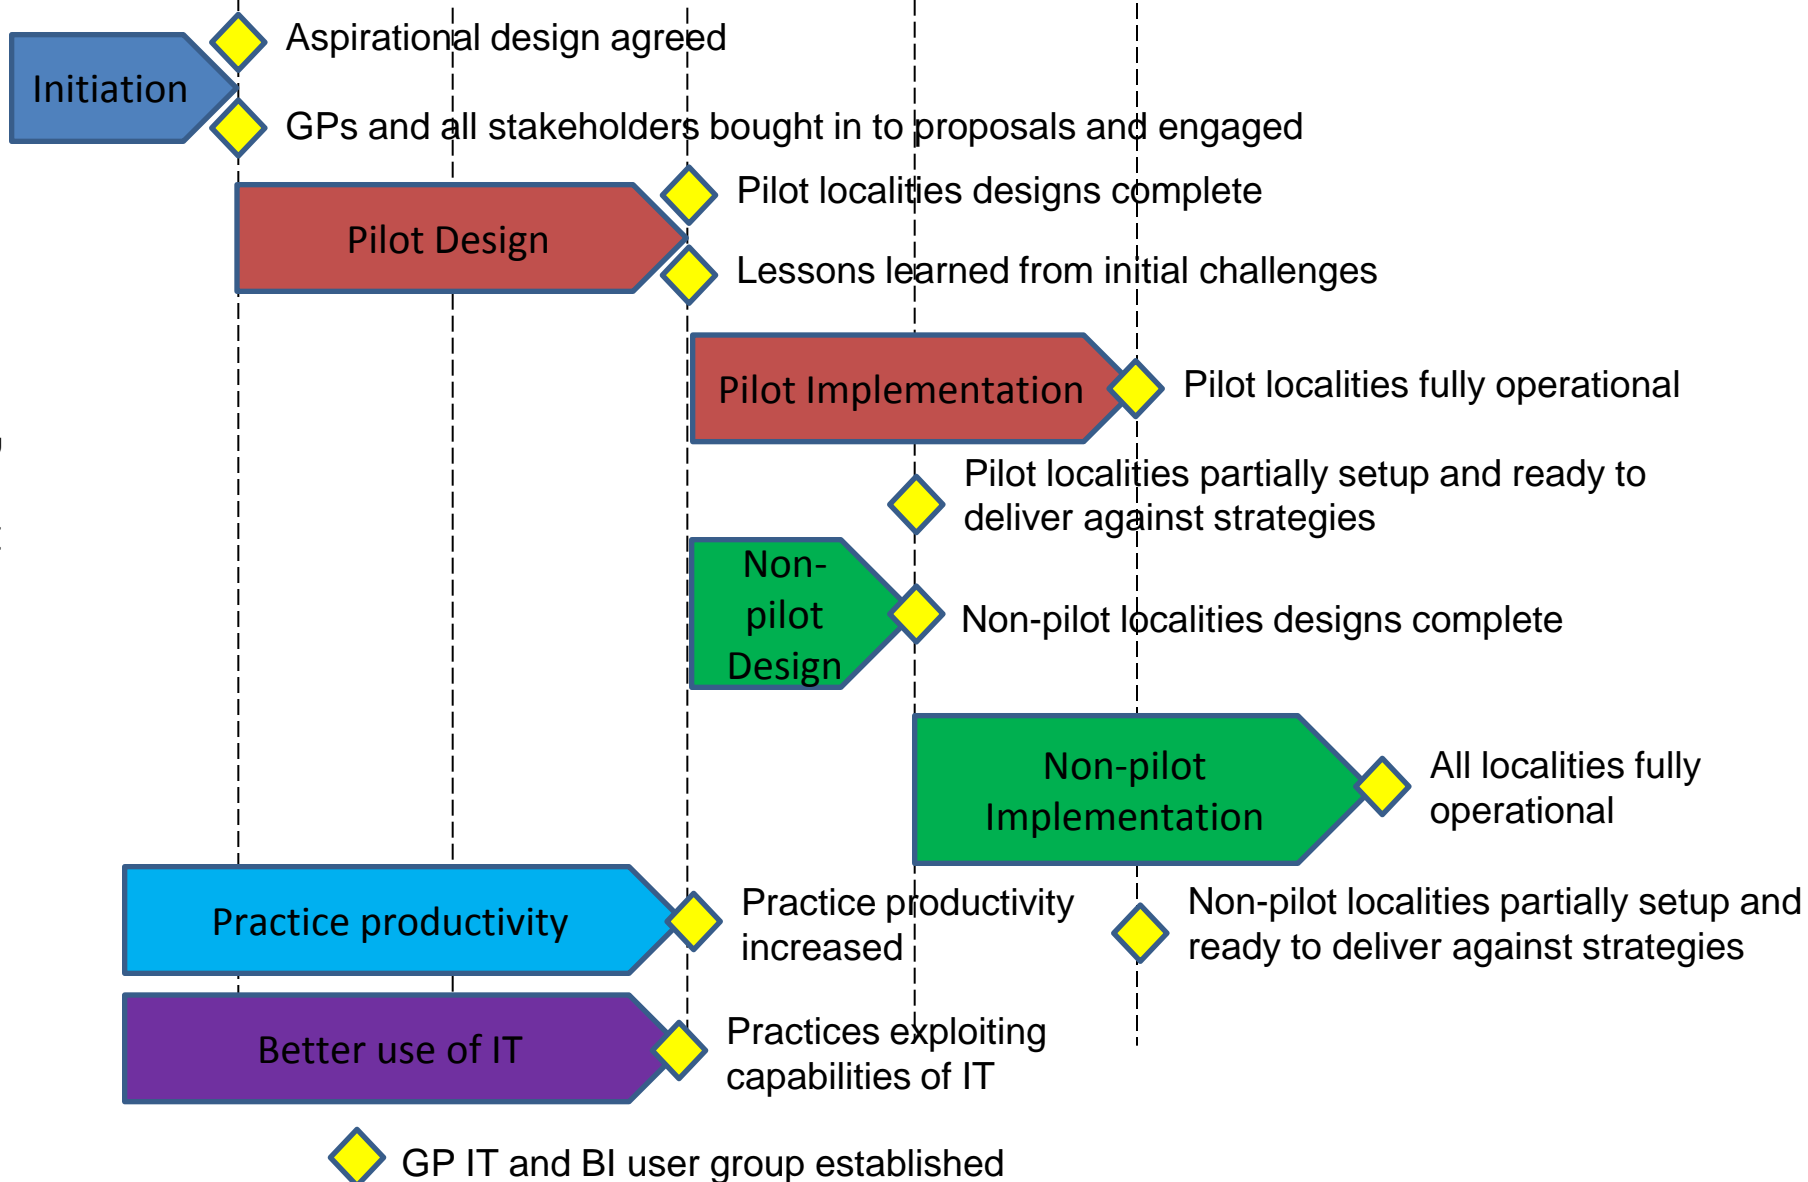 Aspirational design agreed
Initiation
GPs and all stakeholders bought in to proposals and engaged
Pilot localities designs complete
Pilot Design
Lessons learned from initial challenges
Pilot Implementation
Pilot localities fully operational
Pilot localities partially setup and ready to
deliver against strategies
Non-
pilot
Design
Non-pilot localities designs complete
Non-pilot
Implementation
All localities fully
operational
Practice productivity
Practice productivity
increased
Non-pilot localities partially setup and
ready to deliver against strategies
Better use of IT
Practices exploiting
capabilities of IT
GP IT and BI user group established